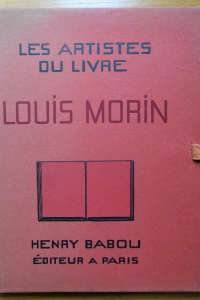 LES ARTISTES
DU LIVRE
LOUIS MORIN
HENRY BABOU
ÉDITEUR A PARIS